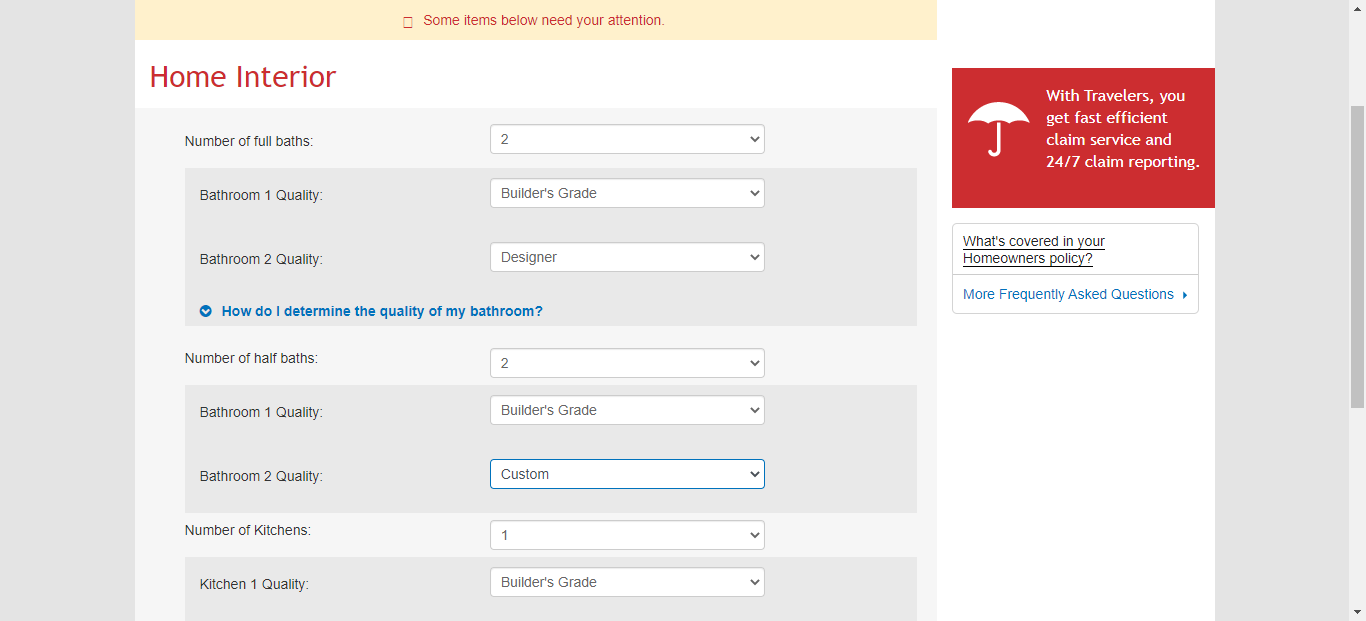 Some items below need your attention.
Home Interior
Number of full baths:
2
Bathroom 1 Quality:
Builder's Grade
Bathroom 2 Quality:
Designer
How do I determine the quality of my bathroom?
Number of half baths:
2
Bathroom 1 Quality:
Builder's Grade
Bathroom 2 Quality:
Custom
Number of Kitchens:
1
Kitchen 1 Quality:
Builder's Grade
With Travelers, you
get fast efficient
claim service and
24/7 claim reporting.
What's covered in your
Homeowners policy?
More Frequently Asked Questions